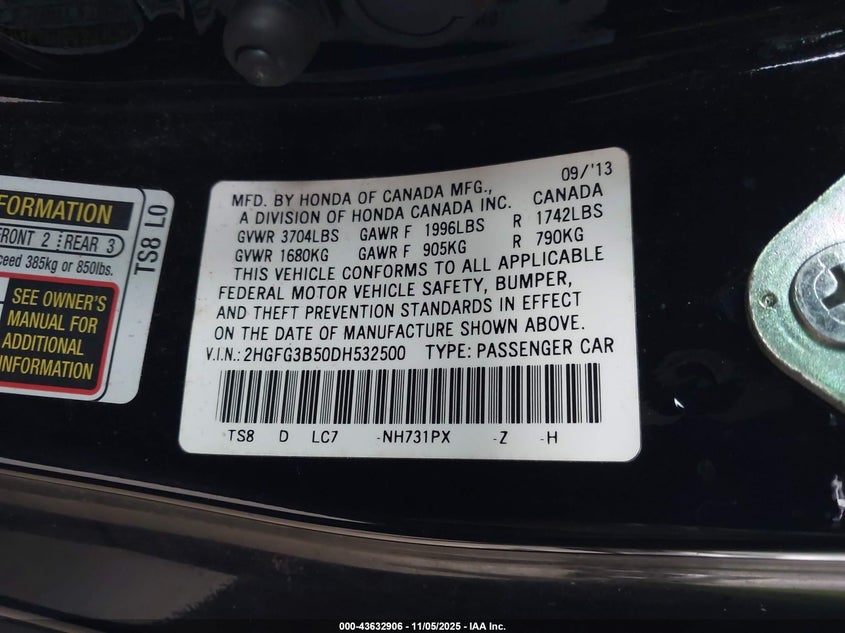 FORMATION
FRONT 2 REAR 3
ceed 385kg or 850lbs.
SEE OWNER'S
MANUAL FOR
ADDITIONAL
INFORMATION
TS8 L0
09/'13
MFD. BY HONDA OF CANADA MFG.,
A DIVISION OF HONDA CANADA INC. CANADA
GVWR 3704LBS GAWR F 1996LBS R 1742LBS
GVWR 1680KG GAWR F 905KG R 790KG
THIS VEHICLE CONFORMS TO ALL APPLICABLE
FEDERAL MOTOR VEHICLE SAFETY, BUMPER,
AND THEFT PREVENTION STANDARDS IN EFFECT
ON THE DATE OF MANUFACTURE SHOWN ABOVE.
V.I.N.: 2HGFG3B50DH532500 TYPE: PASSENGER CAR
TS8 D LC7 -NH731PX -Z -H
000-43632906 - 11/05/2025 - IAA Inc.